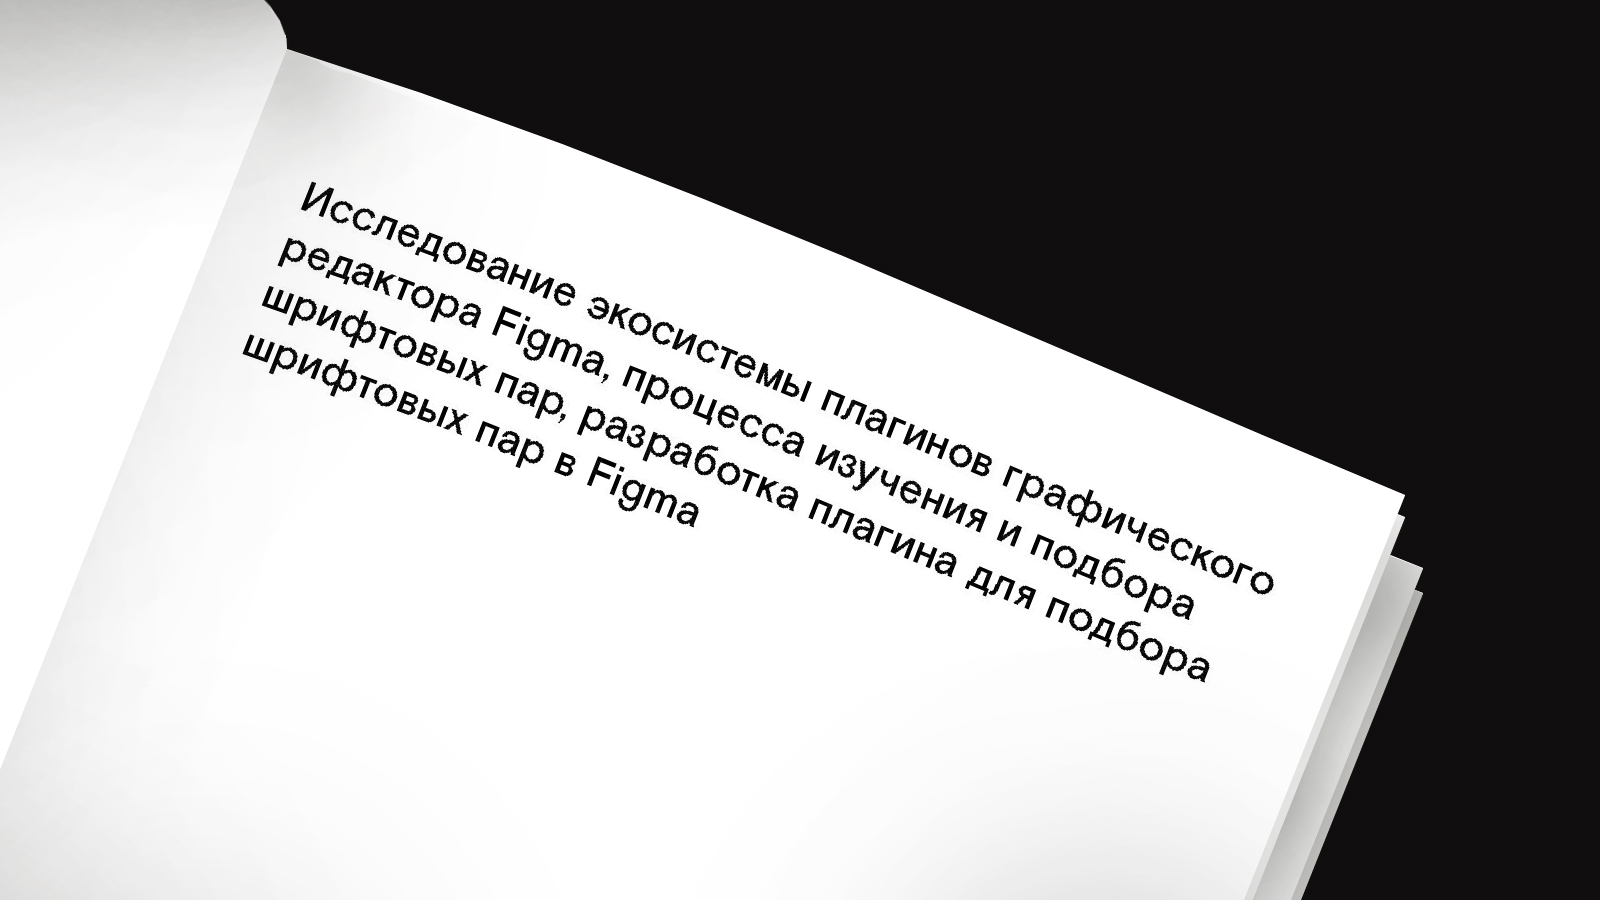 Исследование экосистемы плагинов графического
редактора Figma, процесса изучения и подбора
шрифтовых пар, разработка плагина для подбора
шрифтовых пар в Figma